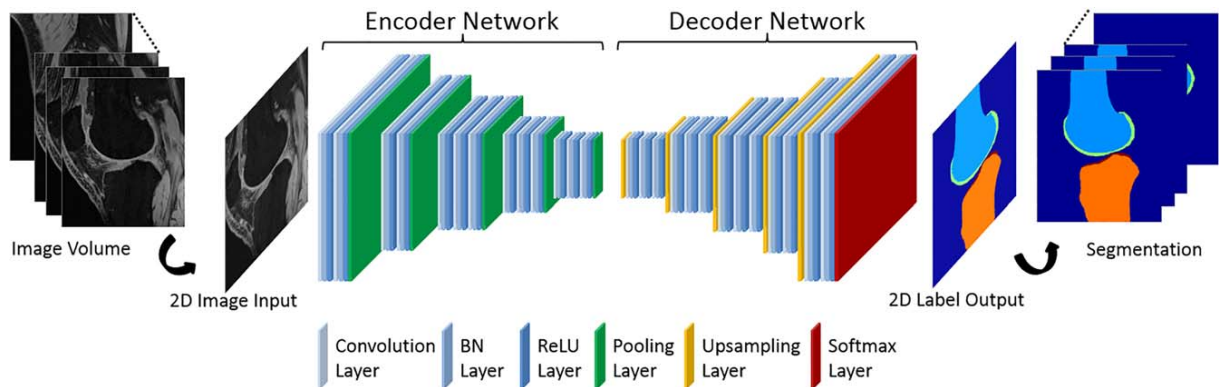 Encoder Network
Decoder Network
Image Volume
2D Image Input
2D Label Output
Segmentation
Convolution
Layer
BN
Layer
ReLU
Layer
Pooling
Layer
Upsampling
Layer
Softmax
Layer